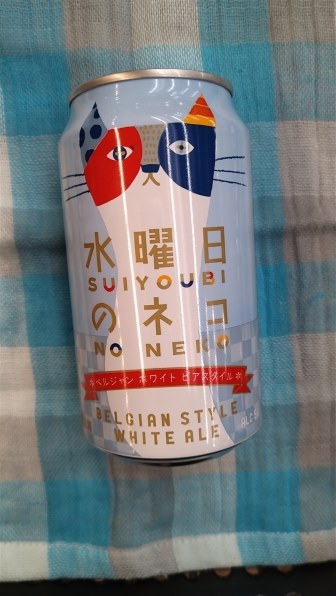 水曜日
SUIYOUBI
のネコ
NO NEKO
ベルジャン ホワイト ビアスタイル
BELGIAN STYLE
WHITE ALE
ALC